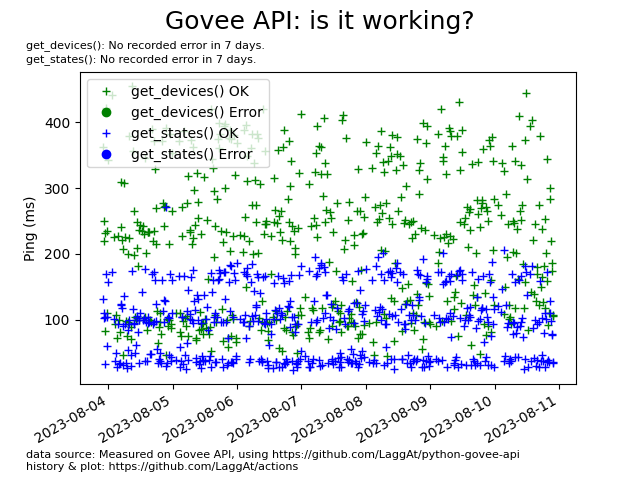 Govee API: is it working?
get_devices(): No recorded error in 7 days.
get_states(): No recorded error in 7 days.
get_devices() OK
get_devices() Error
get_states() OK
get_states() Error
Ping (ms)
400
300
200
100
2023-08-04
2023-08-05
2023-08-06
2023-08-07
2023-08-08
2023-08-09
2023-08-10
2023-08-11
data source: Measured on Govee API, using https://github.com/LaggAt/python-govee-api
history & plot: https://github.com/LaggAt/actions